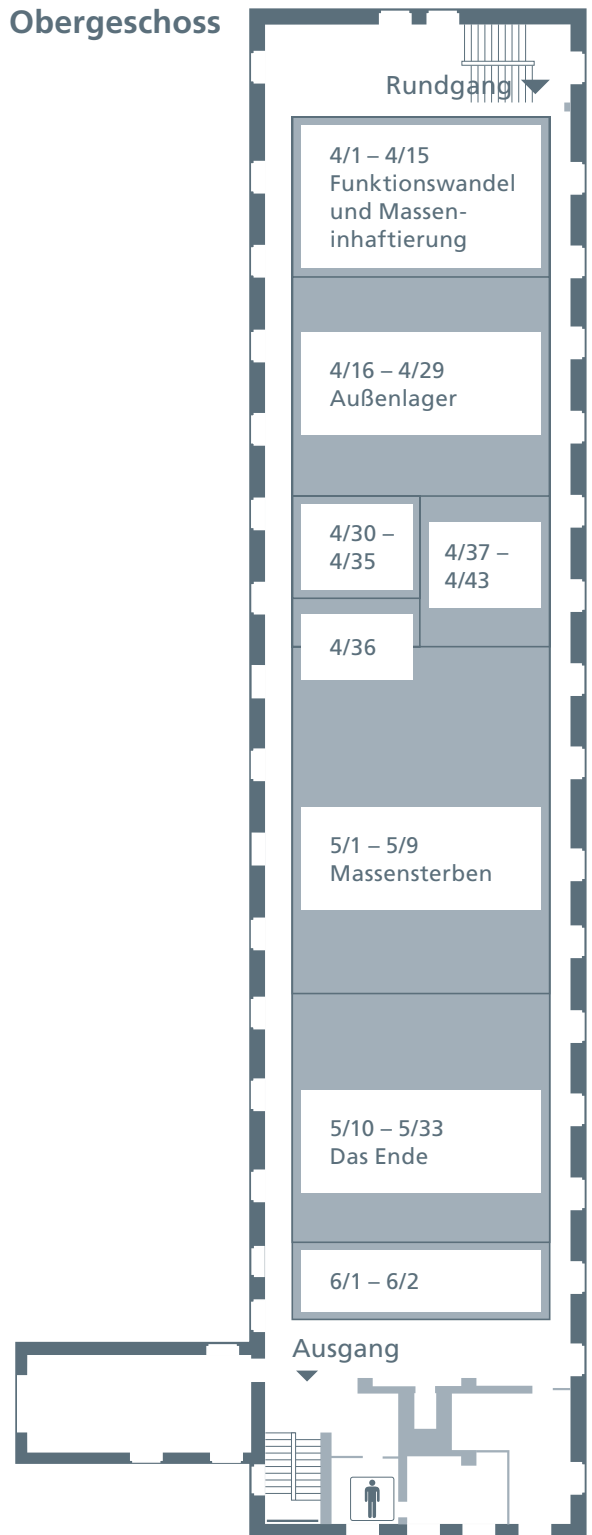 Obergeschoss
Rundgang
4/1 – 4/15
Funktionswandel
und Massen-
inhaftierung
4/16 – 4/29
Außenlager
4/30 –
4/35
4/37 –
4/43
4/36
5/1 – 5/9
Massensterben
5/10 – 5/33
Das Ende
6/1 – 6/2
Ausgang